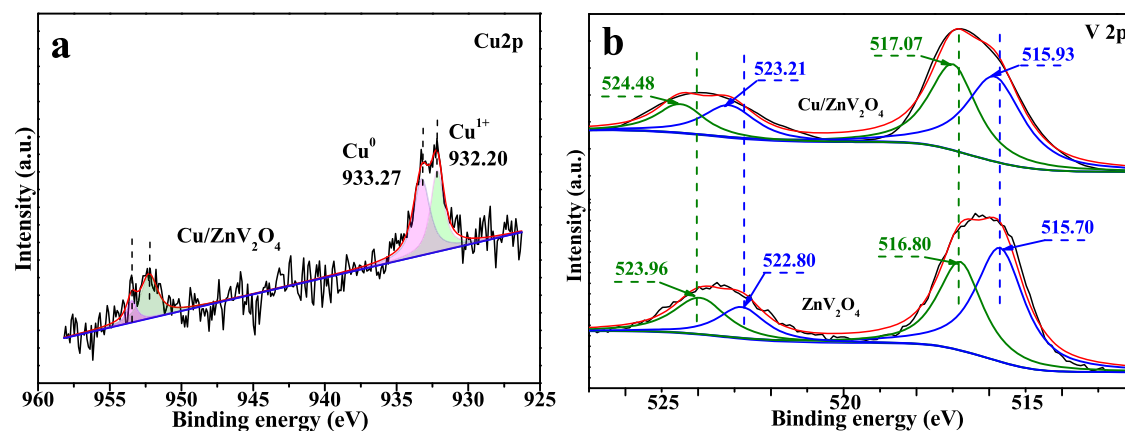 a
Cu2p
Cu⁰
933.27
Cu¹⁺
932.20
Cu/ZnV₂O₄
Intensity (a.u.)
960
955
950
945
940
935
930
925
Binding energy (eV)
b
V 2p
524.48
523.21
517.07
515.93
Cu/ZnV₂O₄
523.96
522.80
516.80
515.70
ZnV₂O₄
Intensity (a.u.)
525
520
515
Binding energy (eV)